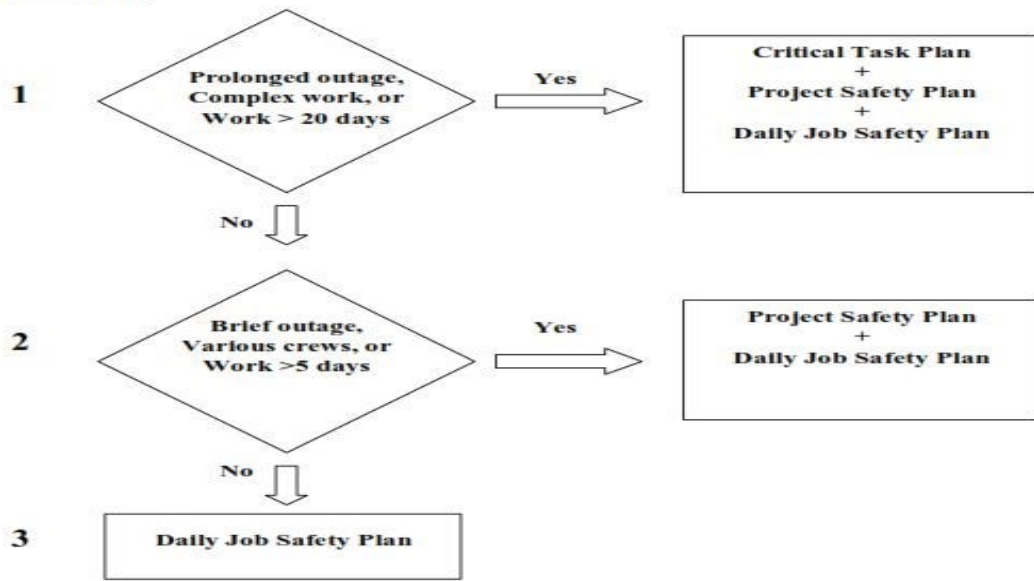 1
Prolonged outage,
Complex work, or
Work > 20 days
Yes
Critical Task Plan
+
Project Safety Plan
+
Daily Job Safety Plan
No
2
Brief outage,
Various crews, or
Work >5 days
Yes
Project Safety Plan
+
Daily Job Safety Plan
No
3
Daily Job Safety Plan